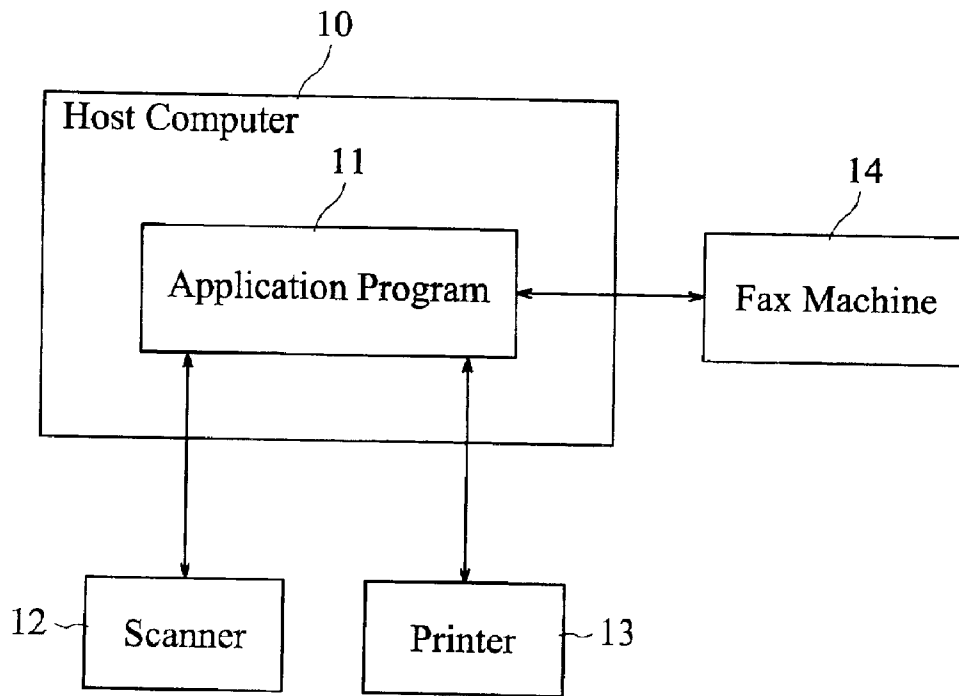 10
Host Computer
11
Application Program
14
Fax Machine
12
Scanner
Printer
13